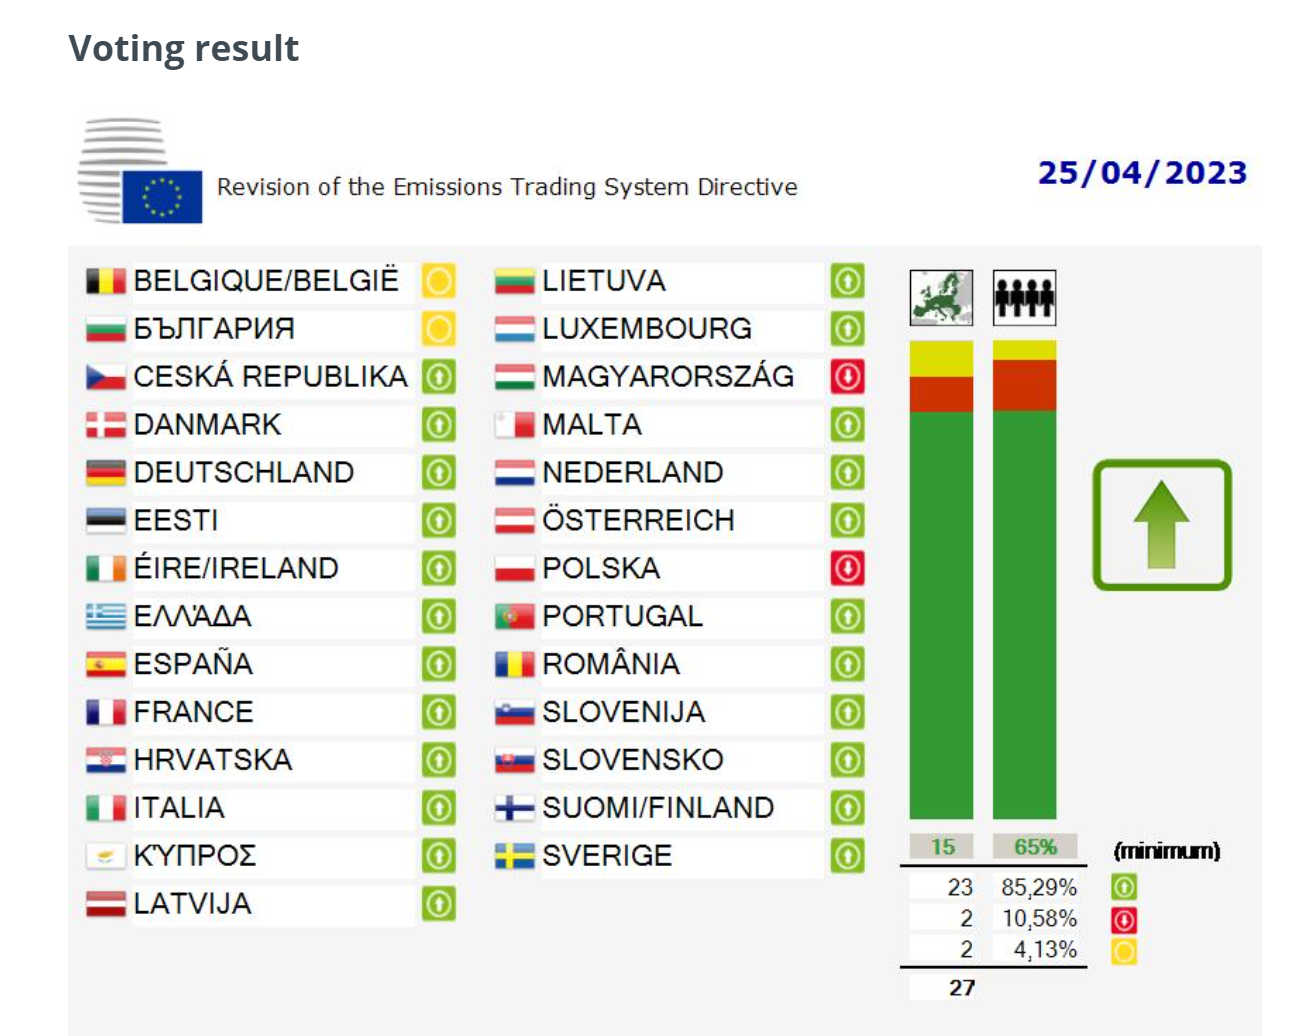 Voting result
Revision of the Emissions Trading System Directive
25/04/2023
BELGIQUE/BELGIË
БЪЛГАРИЯ
CESKÁ REPUBLIKA
DANMARK
DEUTSCHLAND
EESTI
ÉIRE/IRELAND
ΕΛΛΆΔΑ
ESPAÑA
FRANCE
HRVATSKA
ITALIA
ΚΎΠΡΟΣ
LATVIJA
LIETUVA
LUXEMBOURG
MAGYARORSZÁG
MALTA
NEDERLAND
ÖSTERREICH
POLSKA
PORTUGAL
ROMÂNIA
SLOVENIJA
SLOVENSKO
SUOMI/FINLAND
SVERIGE
15 65% (minimum)
23 85,29%
2 10,58%
2 4,13%
27